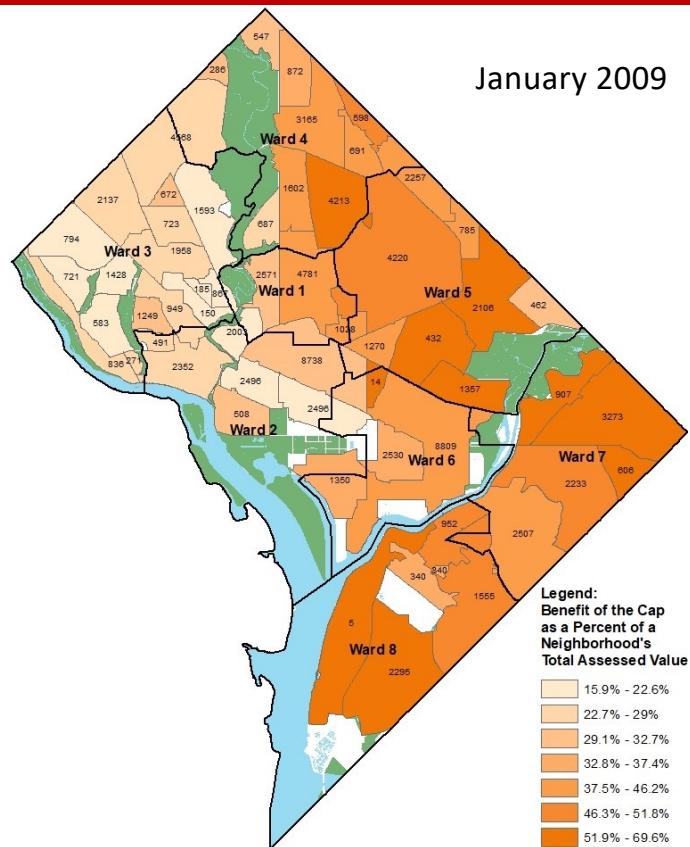 January 2009
547
286
872
3165
598
691
4568
Ward 4
2257
672
1593
1602
4213
2137
723
687
785
794
1958
4220
Ward 3
721
1428
2571
4781
Ward 1
Ward 5
185
867
2106
462
583
1249
949
150
1038
432
491
2003
1270
836
271
2352
8738
14
1357
2496
2496
907
508
Ward 2
8809
3273
2530
Ward 6
Ward 7
606
1350
2233
952
2507
340
340
1555
5
Ward 8
2295
Legend:
Benefit of the Cap
as a Percent of a
Neighborhood's
Total Assessed Value
15.9% - 22.6%
22.7% - 29%
29.1% - 32.7%
32.8% - 37.4%
37.5% - 46.2%
46.3% - 51.8%
51.9% - 69.6%